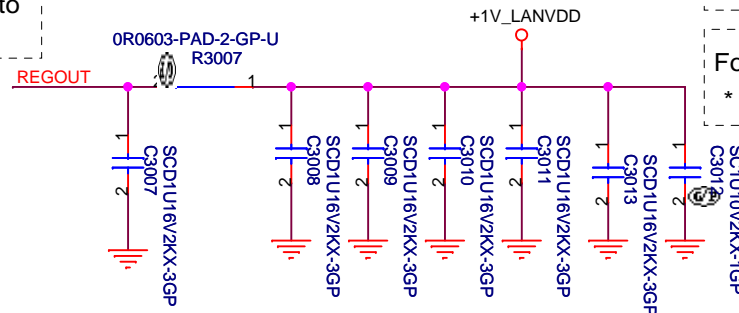 to
+1V_LANVDD
0R0603-PAD-2-GP-U
R3007
REGOUT
1
Fo
*
1
2
C3007
SCD1U16V2KX-3GP
1
2
C3008
SCD1U16V2KX-3GP
1
2
C3009
SCD1U16V2KX-3GP
1
2
C3010
SCD1U16V2KX-3GP
1
2
C3011
SCD1U16V2KX-3GP
1
2
C3013
SCD1U16V2KX-3GP
1
2